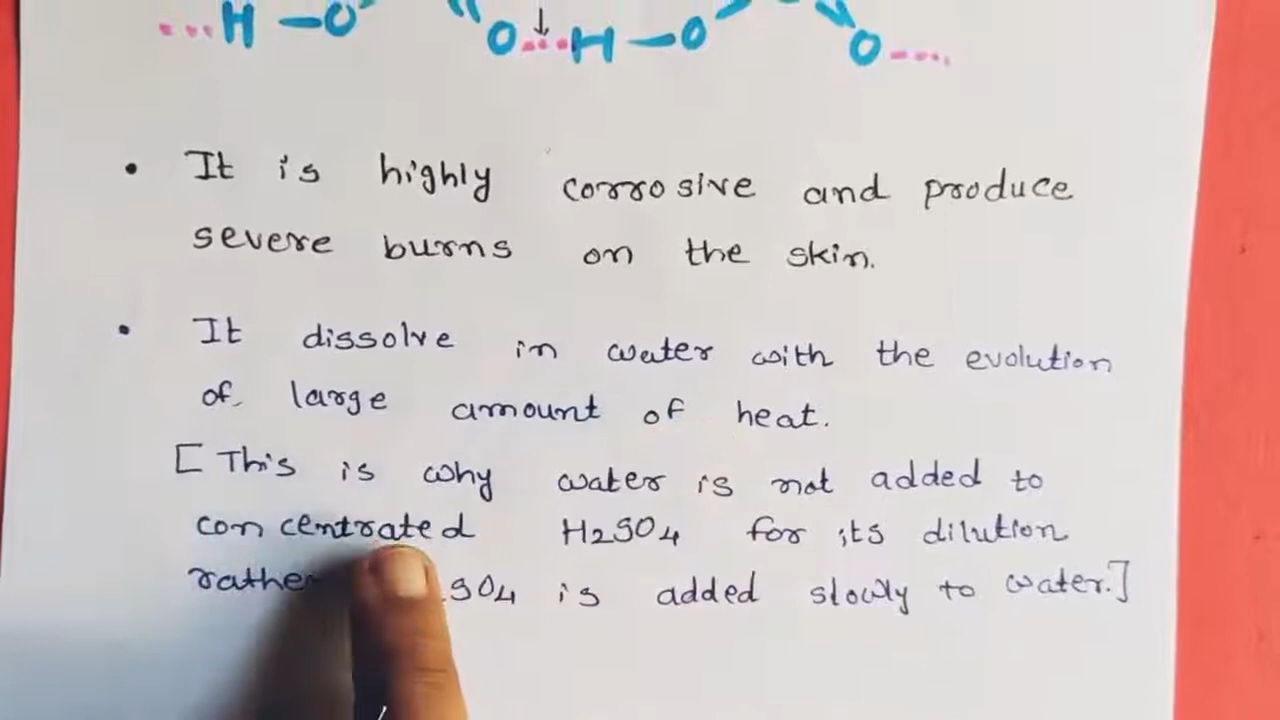 H – O O H – O O
• It is highly corrosive and produce
severe burns on the skin.
• It dissolve in water with the evolution
of large amount of heat.
[This is why water is not added to
concentrated H2SO4 for its dilution
SO4 is added slowly to water.]